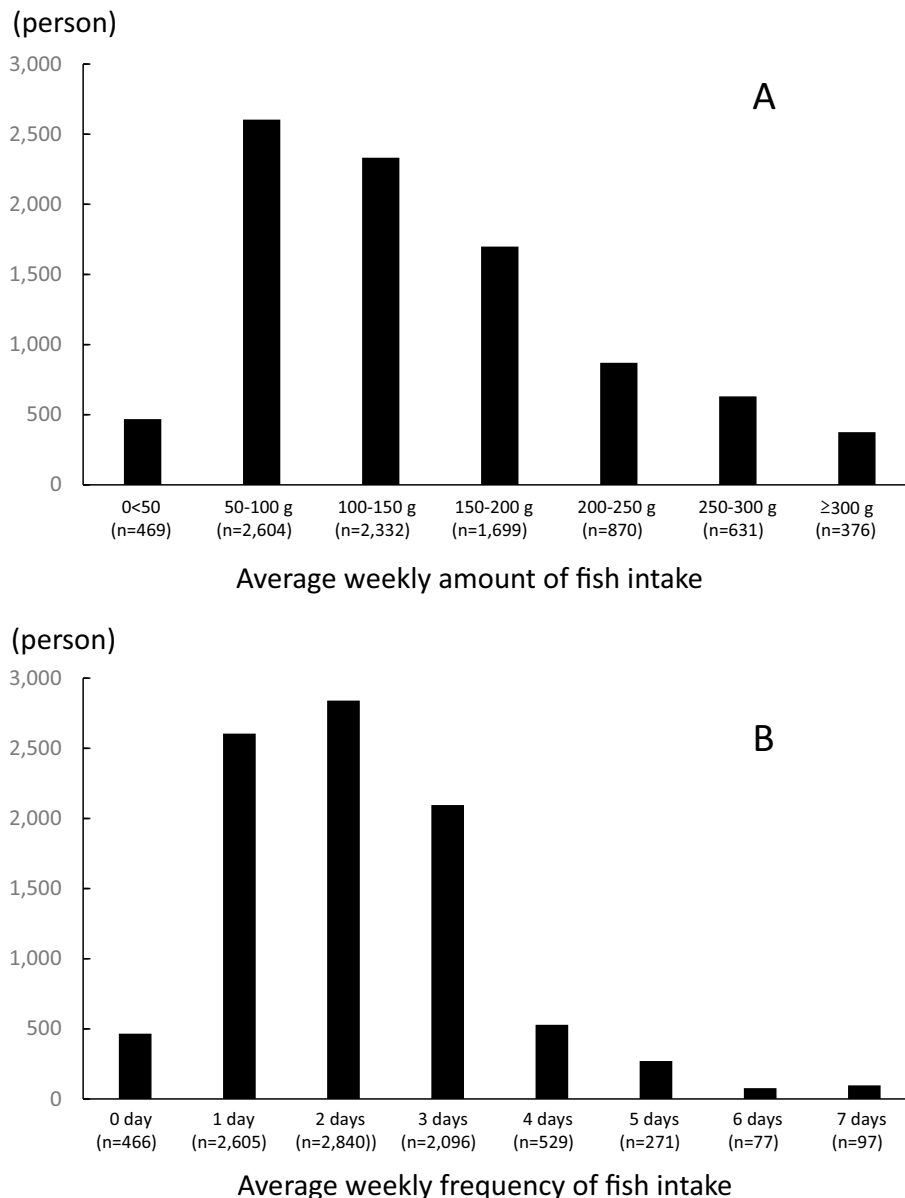 (person)
A
3,000
2,500
2,000
1,500
1,000
500
0
0<50 50-100 g 100-150 g 150-200 g 200-250 g 250-300 g ≥300 g
(n=469) (n=2,604) (n=2,332) (n=1,699) (n=870) (n=631) (n=376)
Average weekly amount of fish intake
(person)
B
3,000
2,500
2,000
1,500
1,000
500
0
0 day 1 day 2 days 3 days 4 days 5 days 6 days 7 days
(n=466) (n=2,605) (n=2,840)) (n=2,096) (n=529) (n=271) (n=77) (n=97)
Average weekly frequency of fish intake